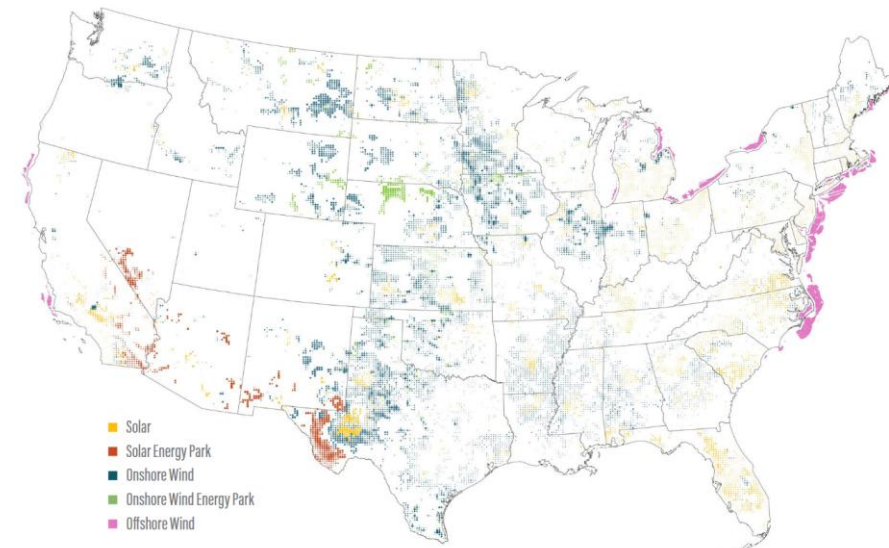 Solar
Solar Energy Park
Onshore Wind
Onshore Wind Energy Park
Offshore Wind